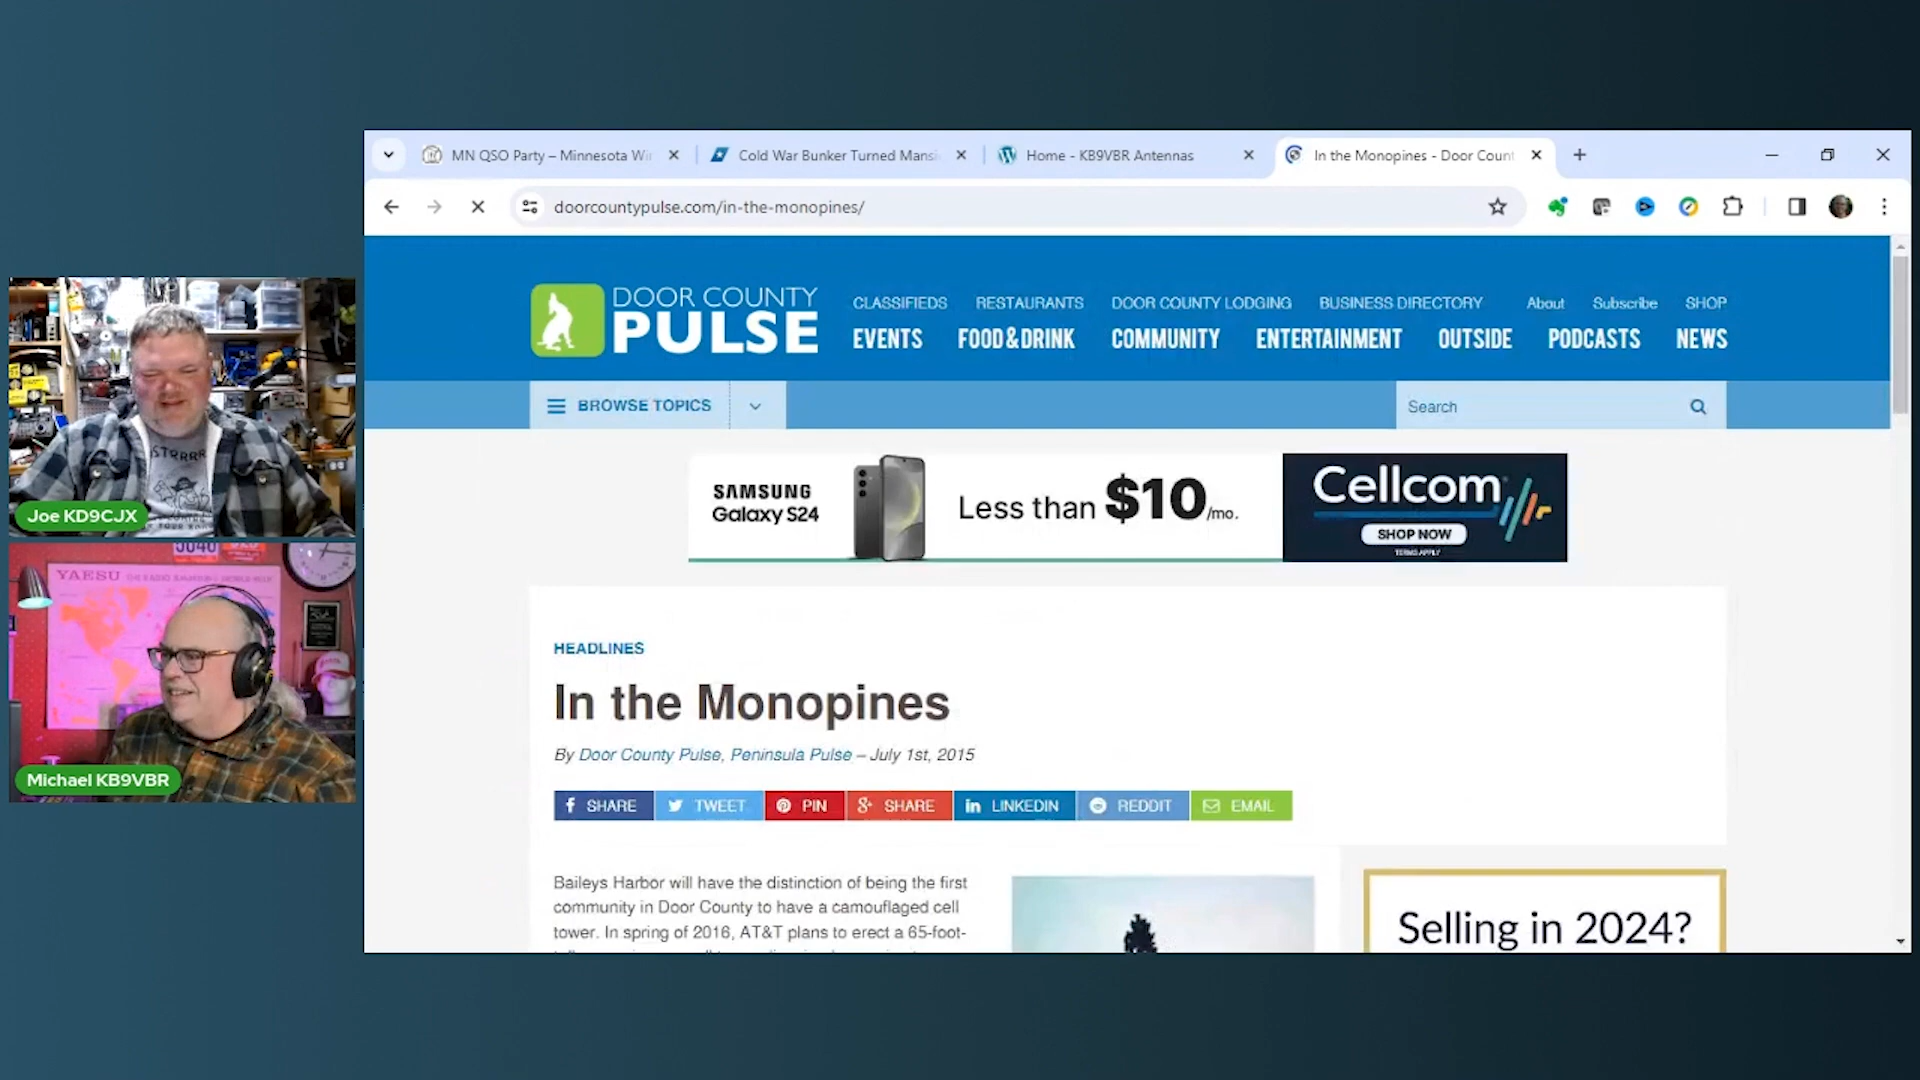 MN QSO Party – Minnesota Wi
Cold War Bunker Turned Mansi
Home - KB9VBR Antennas
In the Monopines - Door Coun
doorcountypulse.com/in-the-monopines/
DOOR COUNTY
PULSE
CLASSIFIEDS RESTAURANTS DOOR COUNTY LODGING BUSINESS DIRECTORY About Subscribe SHOP
EVENTS FOOD & DRINK COMMUNITY ENTERTAINMENT OUTSIDE PODCASTS NEWS
BROWSE TOPICS
Search
SAMSUNG
Galaxy S24
Less than $10/mo.
Cellcom
SHOP NOW
TERMS APPLY
HEADLINES
In the Monopines
By Door County Pulse, Peninsula Pulse – July 1st, 2015
SHARE TWEET PIN SHARE LINKEDIN REDDIT EMAIL
Baileys Harbor will have the distinction of being the first
community in Door County to have a camouflaged cell
tower. In spring of 2016, AT&T plans to erect a 65-foot-
Selling in 2024?
Joe KD9CJX
YAESU
Michael KB9VBR